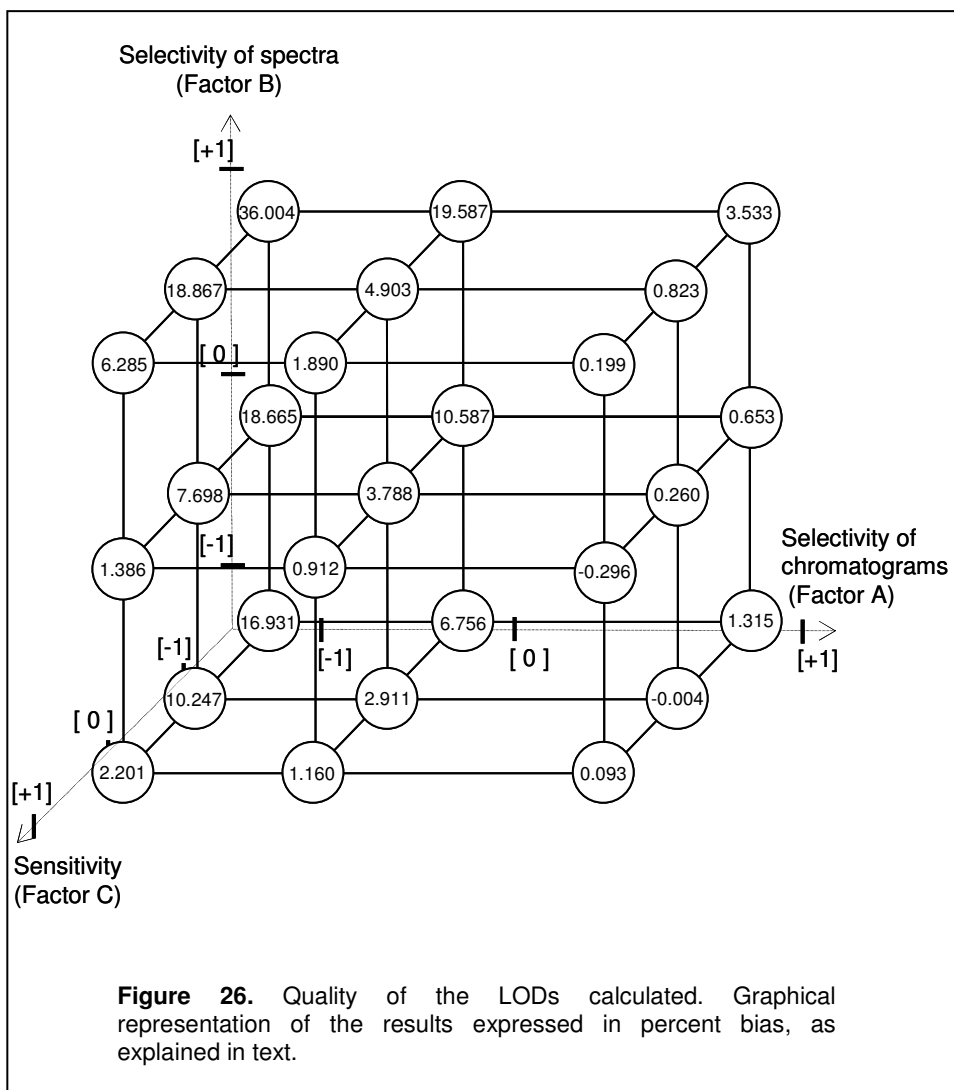 Selectivity of spectra
(Factor B)
[+1]
36.004 19.587 3.533
18.867 4.903 0.823
6.285 [ 0 ] 1.890 0.199
18.665 10.587 0.653
7.698 3.788 0.260
[-1]
1.386 0.912 -0.296
Selectivity of
chromatograms
(Factor A)
16.931 6.756 1.315
[-1] [-1] [ 0 ] [+1]
10.247 2.911 -0.004
[ 0 ]
2.201 1.160 0.093
[+1]
Sensitivity
(Factor C)
Figure 26. Quality of the LODs calculated. Graphical
representation of the results expressed in percent bias, as
explained in text.